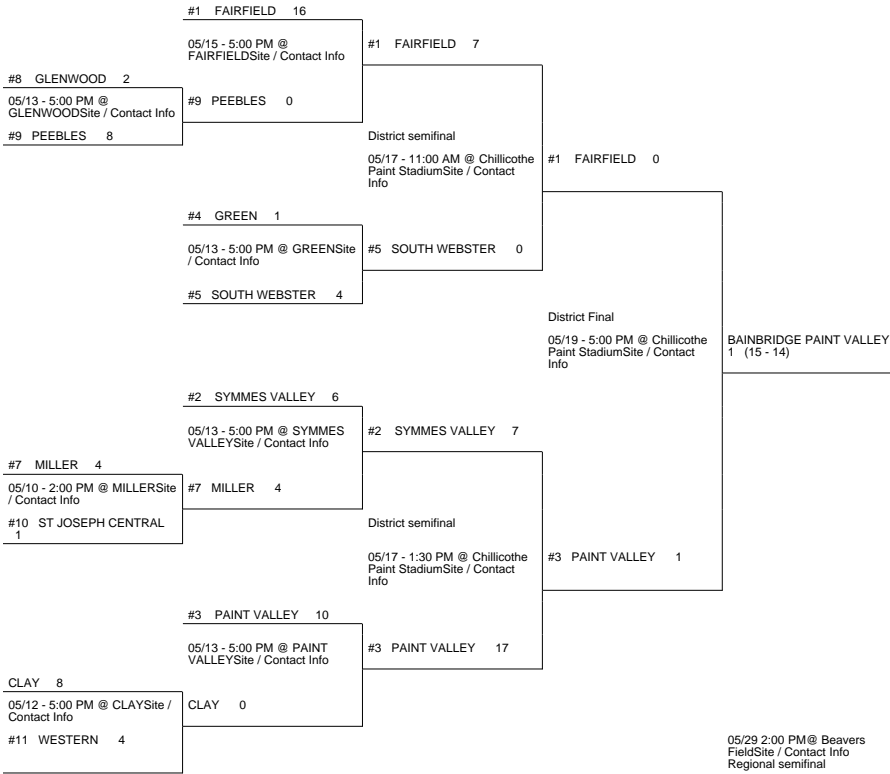 #1 FAIRFIELD 16
05/15 - 5:00 PM @
FAIRFIELDSite / Contact Info
#1 FAIRFIELD 7
#8 GLENWOOD 2
05/13 - 5:00 PM @
GLENWOODSite / Contact Info
#9 PEEBLES 0
#9 PEEBLES 8
District semifinal
05/17 - 11:00 AM @ Chillicothe
Paint StadiumSite / Contact
Info
#1 FAIRFIELD 0
#4 GREEN 1
05/13 - 5:00 PM @ GREENSite
/ Contact Info
#5 SOUTH WEBSTER 0
#5 SOUTH WEBSTER 4
District Final
05/19 - 5:00 PM @ Chillicothe
Paint StadiumSite / Contact
Info
BAINBRIDGE PAINT VALLEY
1 (15 - 14)
#2 SYMMES VALLEY 6
05/13 - 5:00 PM @ SYMMES
VALLEYSite / Contact Info
#2 SYMMES VALLEY 7
#7 MILLER 4
05/10 - 2:00 PM @ MILLERSite
/ Contact Info
#7 MILLER 4
#10 ST JOSEPH CENTRAL
1
District semifinal
05/17 - 1:30 PM @ Chillicothe
Paint StadiumSite / Contact
Info
#3 PAINT VALLEY 1
#3 PAINT VALLEY 10
05/13 - 5:00 PM @ PAINT
VALLEYSite / Contact Info
#3 PAINT VALLEY 17
CLAY 8
05/12 - 5:00 PM @ CLAYSite /
Contact Info
CLAY 0
#11 WESTERN 4
05/29 2:00 PM@ Beavers
FieldSite / Contact Info
Regional semifinal